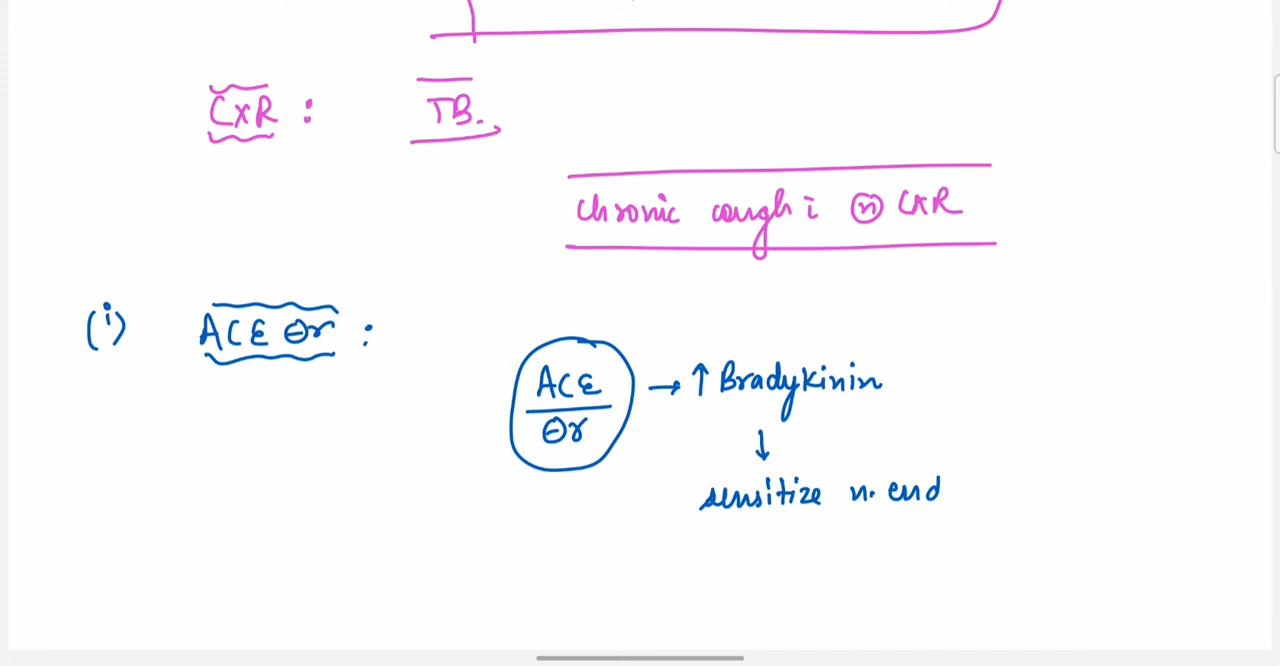 CXR : TB.
chronic cough c̄ ⓝ CXR
(i) ACE ⊖r :
ACE → ↑ Bradykinin
⊖r
↓
sensitize n. end